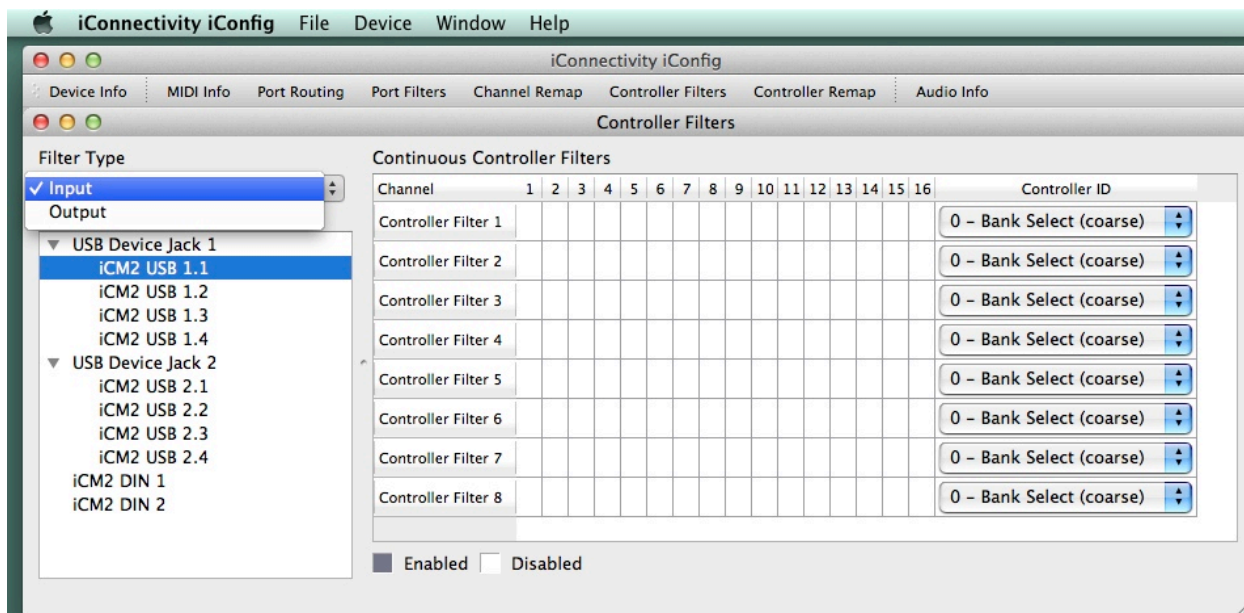 iConnectivity iConfig File Device Window Help
iConnectivity iConfig
Device Info MIDI Info Port Routing Port Filters Channel Remap Controller Filters Controller Remap Audio Info
Controller Filters
Filter Type
✓ Input
Output
USB Device Jack 1
iCM2 USB 1.1
iCM2 USB 1.2
iCM2 USB 1.3
iCM2 USB 1.4
USB Device Jack 2
iCM2 USB 2.1
iCM2 USB 2.2
iCM2 USB 2.3
iCM2 USB 2.4
iCM2 DIN 1
iCM2 DIN 2
Continuous Controller Filters
Channel 1 2 3 4 5 6 7 8 9 10 11 12 13 14 15 16 Controller ID
Controller Filter 1 0 – Bank Select (coarse)
Controller Filter 2 0 – Bank Select (coarse)
Controller Filter 3 0 – Bank Select (coarse)
Controller Filter 4 0 – Bank Select (coarse)
Controller Filter 5 0 – Bank Select (coarse)
Controller Filter 6 0 – Bank Select (coarse)
Controller Filter 7 0 – Bank Select (coarse)
Controller Filter 8 0 – Bank Select (coarse)
Enabled Disabled